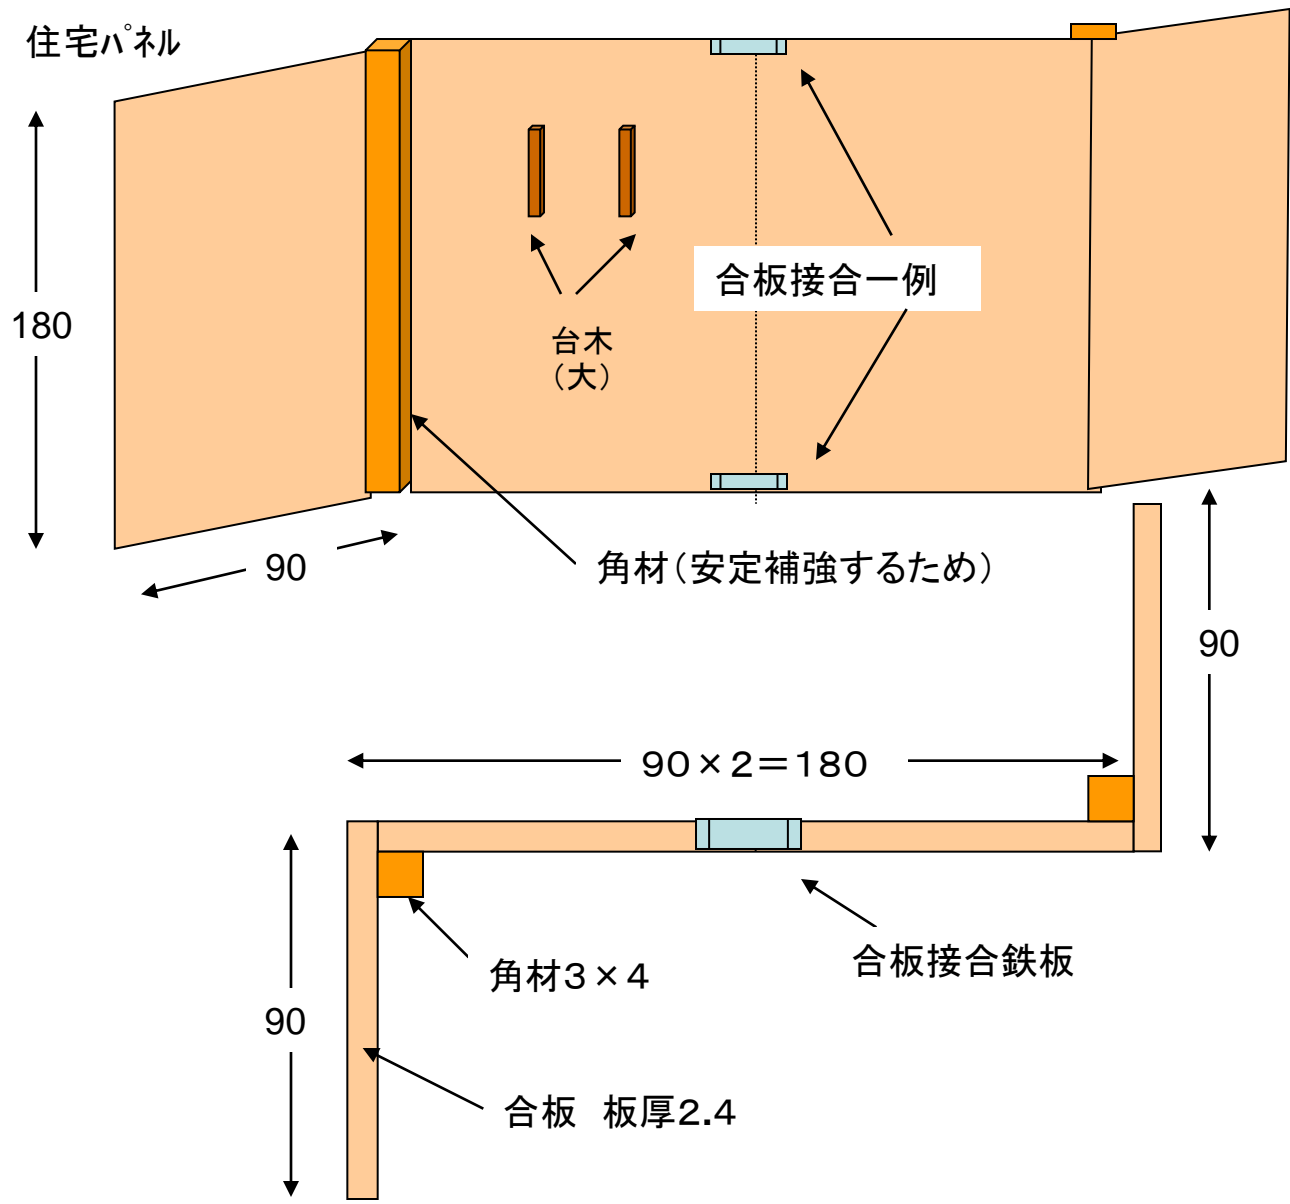 住宅ﾊﾟﾈﾙ
合板接合一例
180
台木
（大）
90
角材（安定補強するため）
90
９０×２＝１８０
合板接合鉄板
角材３×４
90
合板　板厚2.4